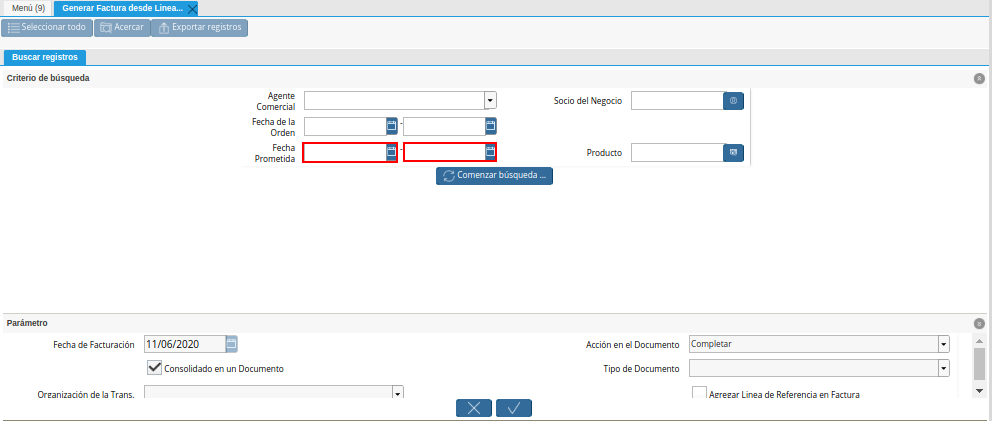 Menú (9) Generar Factura desde Línea...
Seleccionar todo Acercar Exportar registros
Buscar registros
Criterio de búsqueda
Agente Comercial Socio del Negocio
Fecha de la Orden -
Fecha Prometida - Producto
Comenzar búsqueda ...
Parámetro
Fecha de Facturación 11/06/2020 Acción en el Documento Completar
Consolidado en un Documento Tipo de Documento
Organización de la Trans. Agregar Linea de Referencia en Factura